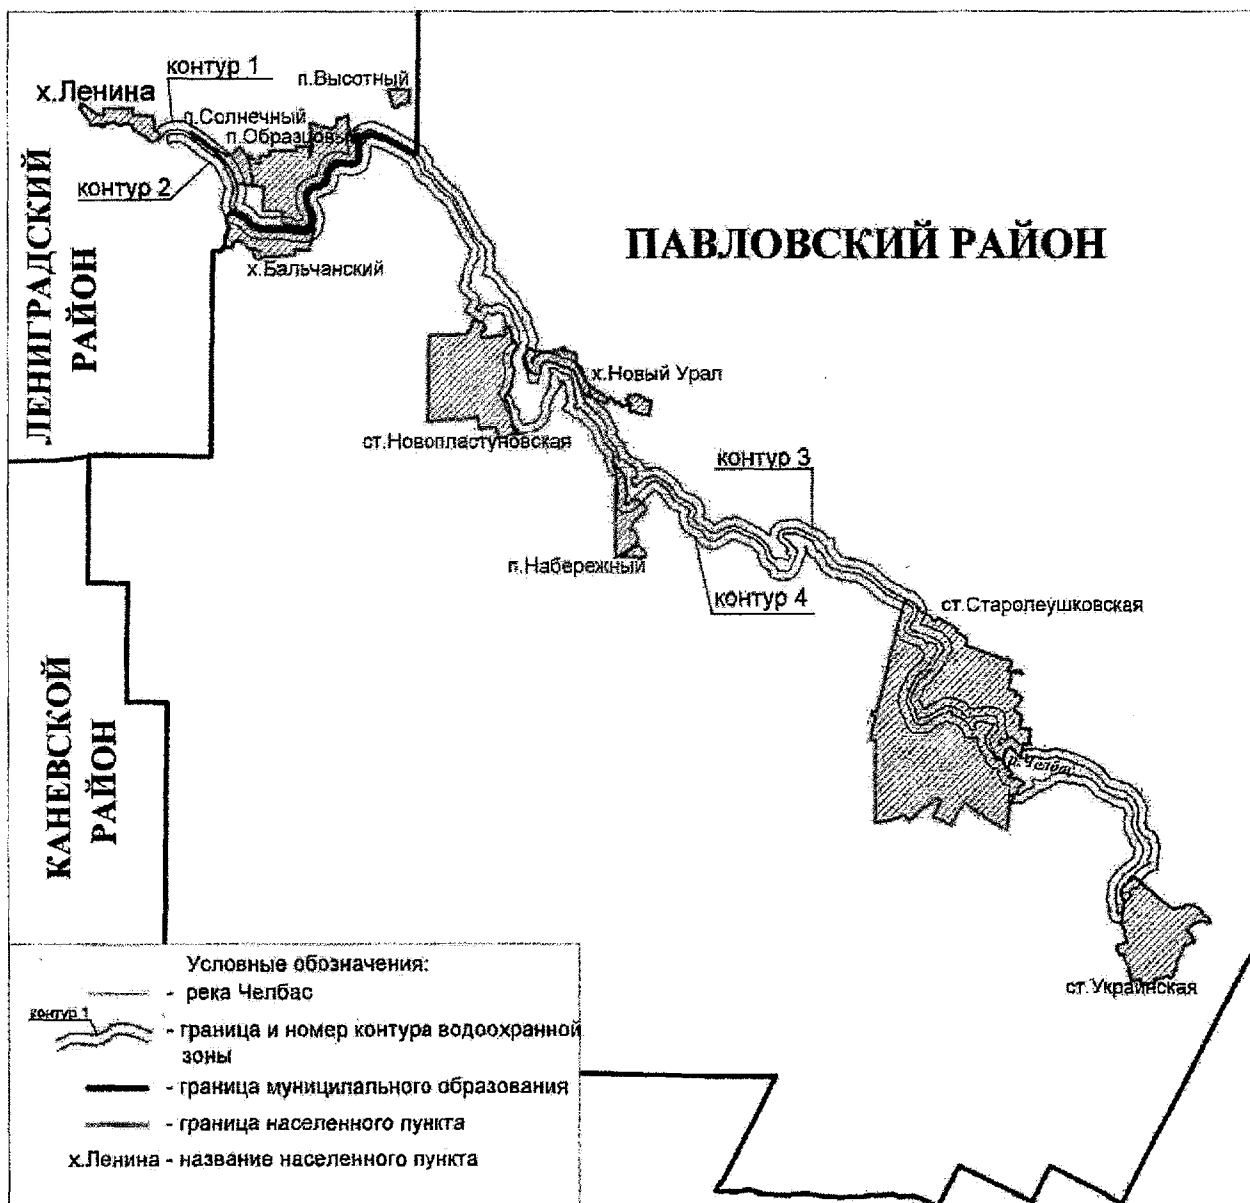 контур 1
п.Высотный
х.Ленина
п.Солнечный
п.Образцовый
контур 2
ЛЕНИГРАДСКИЙ
РАЙОН
х.Бальчанский
ПАВЛОВСКИЙ РАЙОН
х.Новый Урал
ст.Новопластуновская
контур 3
п.Набережный
контур 4
ст.Старолеушковская
КАНЕВСКОЙ
РАЙОН
р. Челбас
ст.Украинская
Условные обозначения:
- река Челбас
контур 1
- граница и номер контура водоохранной
зоны
- граница муниципального образования
- граница населенного пункта
х.Ленина - название населенного пункта